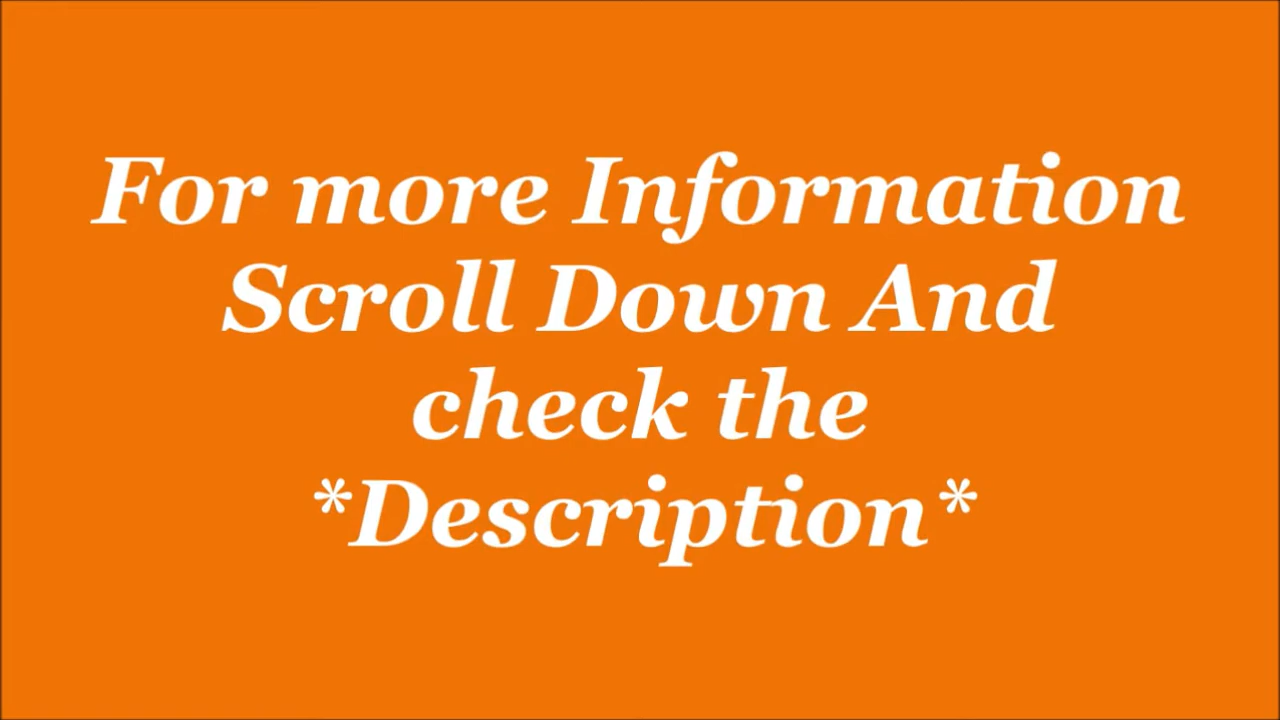 For more Information
Scroll Down And
check the
*Description*